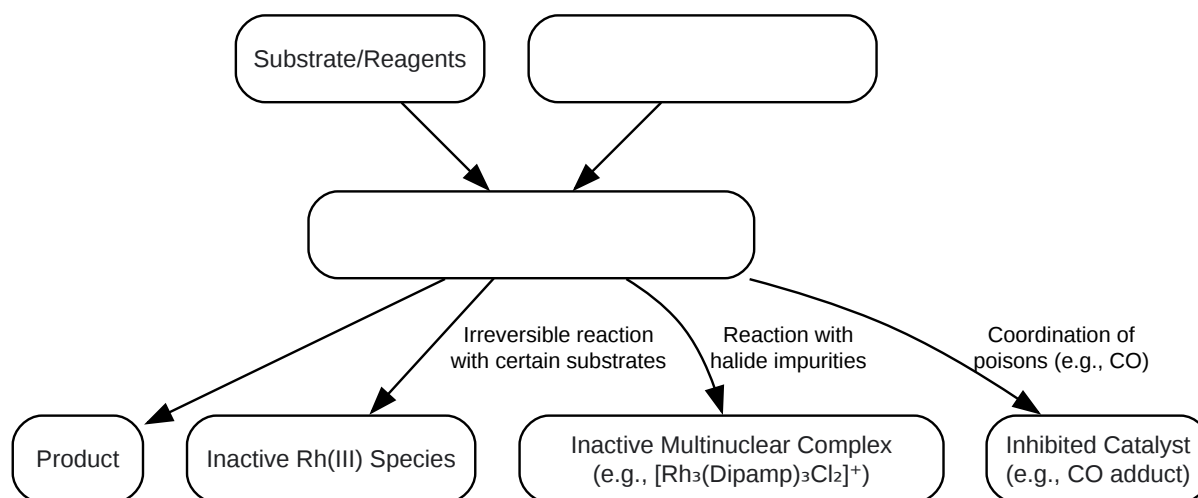 Substrate/Reagents
Irreversible reaction
with certain substrates
Reaction with
halide impurities
Coordination of
poisons (e.g., CO)
Product
Inactive Rh(III) Species
Inactive Multinuclear Complex
(e.g., [Rh₃(Dipamp)₃Cl₂]⁺)
Inhibited Catalyst
(e.g., CO adduct)